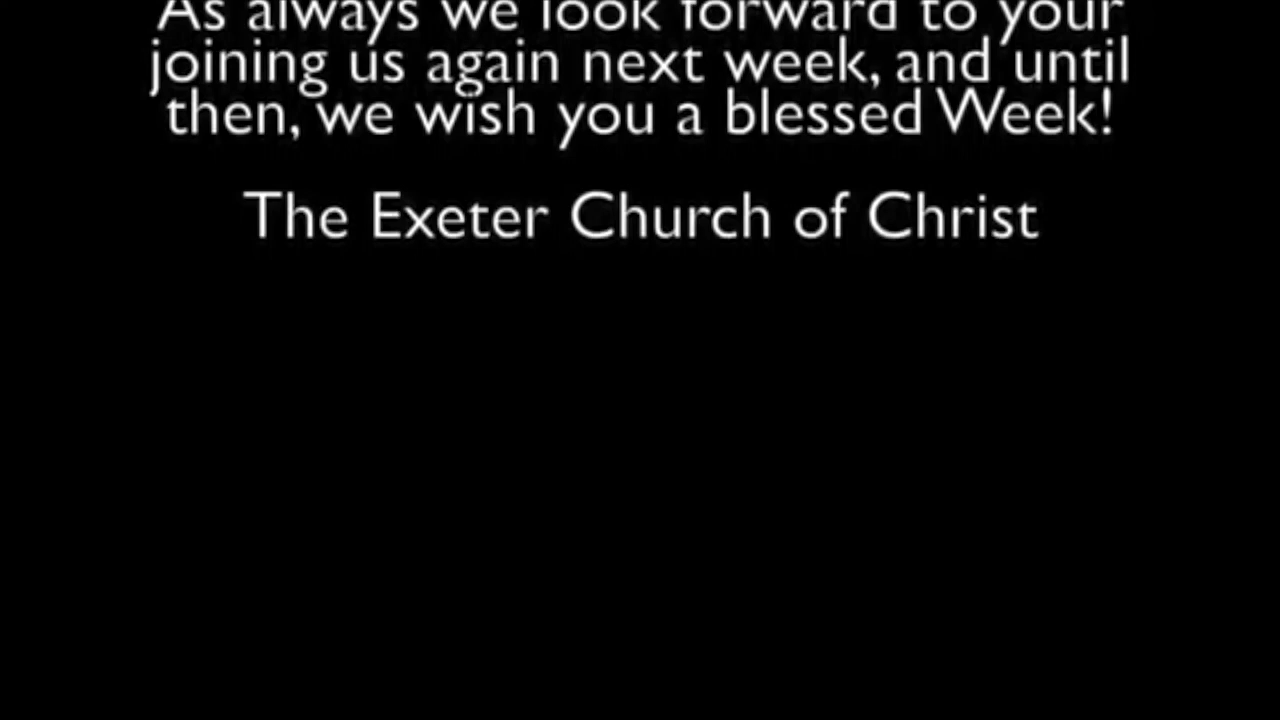 As always we look forward to your
joining us again next week, and until
then, we wish you a blessed Week!
The Exeter Church of Christ